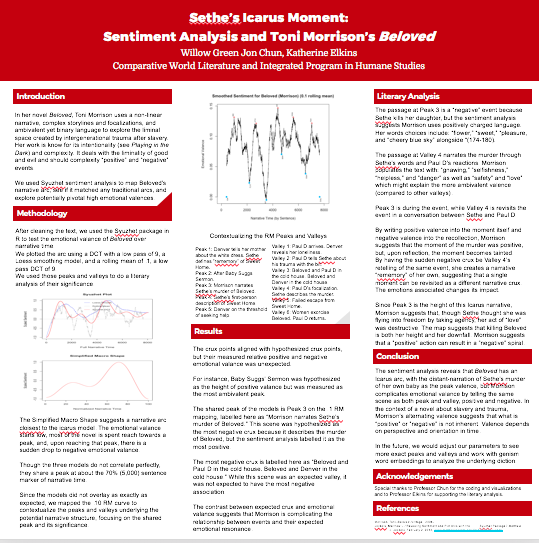 Sethe's Icarus Moment:
Sentiment Analysis and Toni Morrison's Beloved
Willow Green Jon Chun, Katherine Elkins
Comparative World Literature and Integrated Program in Humane Studies
Introduction
In her novel Beloved, Toni Morrison uses a non-linear
narrative, complex storylines and focalizations, and
ambivalent yet binary language to explore the liminal
space created by intergenerational trauma after slavery.
Her work is know for its intentionality (see Playing in the
Dark) and complexity. It deals with the liminality of good
and evil and should complexity "positive" and "negative"
events
We used Syuzhet sentiment analysis to map Beloved's
narrative arc, see it matched any traditional arcs, and
explore potentially pivotal high emotional valences
Methodology
After cleaning the text, we used the Syuzhet package in
R to test the emotional valence of Beloved over
narrative time
We plotted the arc using a DCT with a low pass of 9, a
Loess smoothing model, and a rolling mean of .1, a low
pass DCT of 9
We used those peaks and valleys to do a literary
analysis of their significance
Syuzhet Plot
Full Narrative Time
Simplified Macro Shape
Normalized Narrative Time
The Simplified Macro Shape suggests a narrative arc
closest to the Icarus model. The emotional valence
starts low, most of the novel is spent reach towards a
peak, and, upon reaching that peak, there is a
sudden drop to negative emotional valence.
Though the three models do not correlate perfectly,
they share a peak at about the 70% (5,000) sentence
marker of narrative time
Since the models did not overlay as exactly as
expected, we mapped the .10 RM curve to
contextualize the peaks and valleys underlying the
potential narrative structure, focusing on the shared
peak and its significance.
Smoothed Sentiment for Beloved (Morrison) (0.1 rolling mean)
Emotional Valence
Narrative Time (by Sentence)
Contextualizing the RM Peaks and Valleys
Peak 1: Denver tells her mother
about the white dress. Sethe
defines "rememory" of Sweet
Home.
Peak 2: After Baby Suggs
Sermon.
Peak 3: Morrison narrates
Sethe's murder of Beloved.
Peak 4: Sethe's first-person
description of Sweet Home
Peak 5: Denver on the threshold
of seeking help
Valley 1: Paul D arrives. Denver
reveals her loneliness
Valley 2: Paul D tells Sethe about
his trauma with the bit
Valley 3: Beloved and Paul D in
the cold house. Beloved and
Denver in the cold house.
Valley 4: Paul D's focalization.
Sethe describes the murder.
Valley 5: Failed escape from
Sweet Home.
Valley 6: Women exorcise
Beloved. Paul D returns.
Results
The crux points aligned with hypothesized crux points,
but their measured relative positive and negative
emotional valence was unexpected.
For instance, Baby Suggs' Sermon was hypothesized
as the height of positive valence but was measured as
the most ambivalent peak.
The shared peak of the models is Peak 3 on the .1 RM
mapping, labelled here as "Morrison narrates Sethe's
murder of Beloved." This scene was hypothesized as
the most negative crux because it describes the murder
of Beloved, but the sentiment analysis labelled it as the
most positive.
The most negative crux is labelled here as "Beloved and
Paul D in the cold house. Beloved and Denver in the
cold house." While this scene was an expected valley, it
was not expected to have the most negative
association
The contrast between expected crux and emotional
valence suggests that Morrison is complicating the
relationship between events and their expected
emotional resonance.
Literary Analysis
The passage at Peak 3 is a "negative" event because
Sethe kills her daughter, but the sentiment analysis
suggests Morrison uses positively charged language.
Her words choices include: "flower," "sweet," "pleasure,
and "cheery blue sky" alongside "(174-180).
The passage at Valley 4 narrates the murder through
Sethe's words and Paul D's reactions. Morrison
"gnawing," "selfishness,"
"helpless," and "danger" as well as "safety" and "love"
which might explain the more ambivalent valence
(compared to other valleys)
Peak 3 is during the event, while Valley 4 is revisits the
event in a conversation between Sethe and Paul D
By writing positive valence into the moment itself and
negative valence into the recollection, Morrison
suggests that the moment of the murder was positive,
but, upon reflection, the moment becomes tainted
By having the sudden negative crux be Valley 4's
retelling of the same event, she creates a narrative
"rememory" of her own, suggesting that a single
moment can be revisited as a different narrative crux
The emotions associated changes its impact.
Since Peak 3 is the height of this Icarus narrative,
Morrison suggests that, though Sethe thought she was
flying into freedom by taking agency, her act of "love"
was destructive. The map suggests that killing Beloved
is both her height and her downfall. Morrison suggests
that a "positive" action can result in a "negative" spiral
Conclusion
The sentiment analysis reveals that Beloved has an
Icarus arc, with the distant-narration of Sethe's murder
of her own baby as the peak valence, but Morrison
complicates emotional valence by telling the same
scene as both peak and valley, positive and negative. In
the context of a novel about slavery and trauma,
Morrison's alternating valence suggests that what is
"positive" or "negative" is not inherent. Valence depends
on perspective and orientation in time
In the future, we would adjust our parameters to see
more exact peaks and valleys and work with gensim
word embeddings to analyze the underlying diction
Acknowledgements
Special thanks to Professor Chun for the coding and visualizations
and to Professor Elkins for supporting the literary analysis.
References